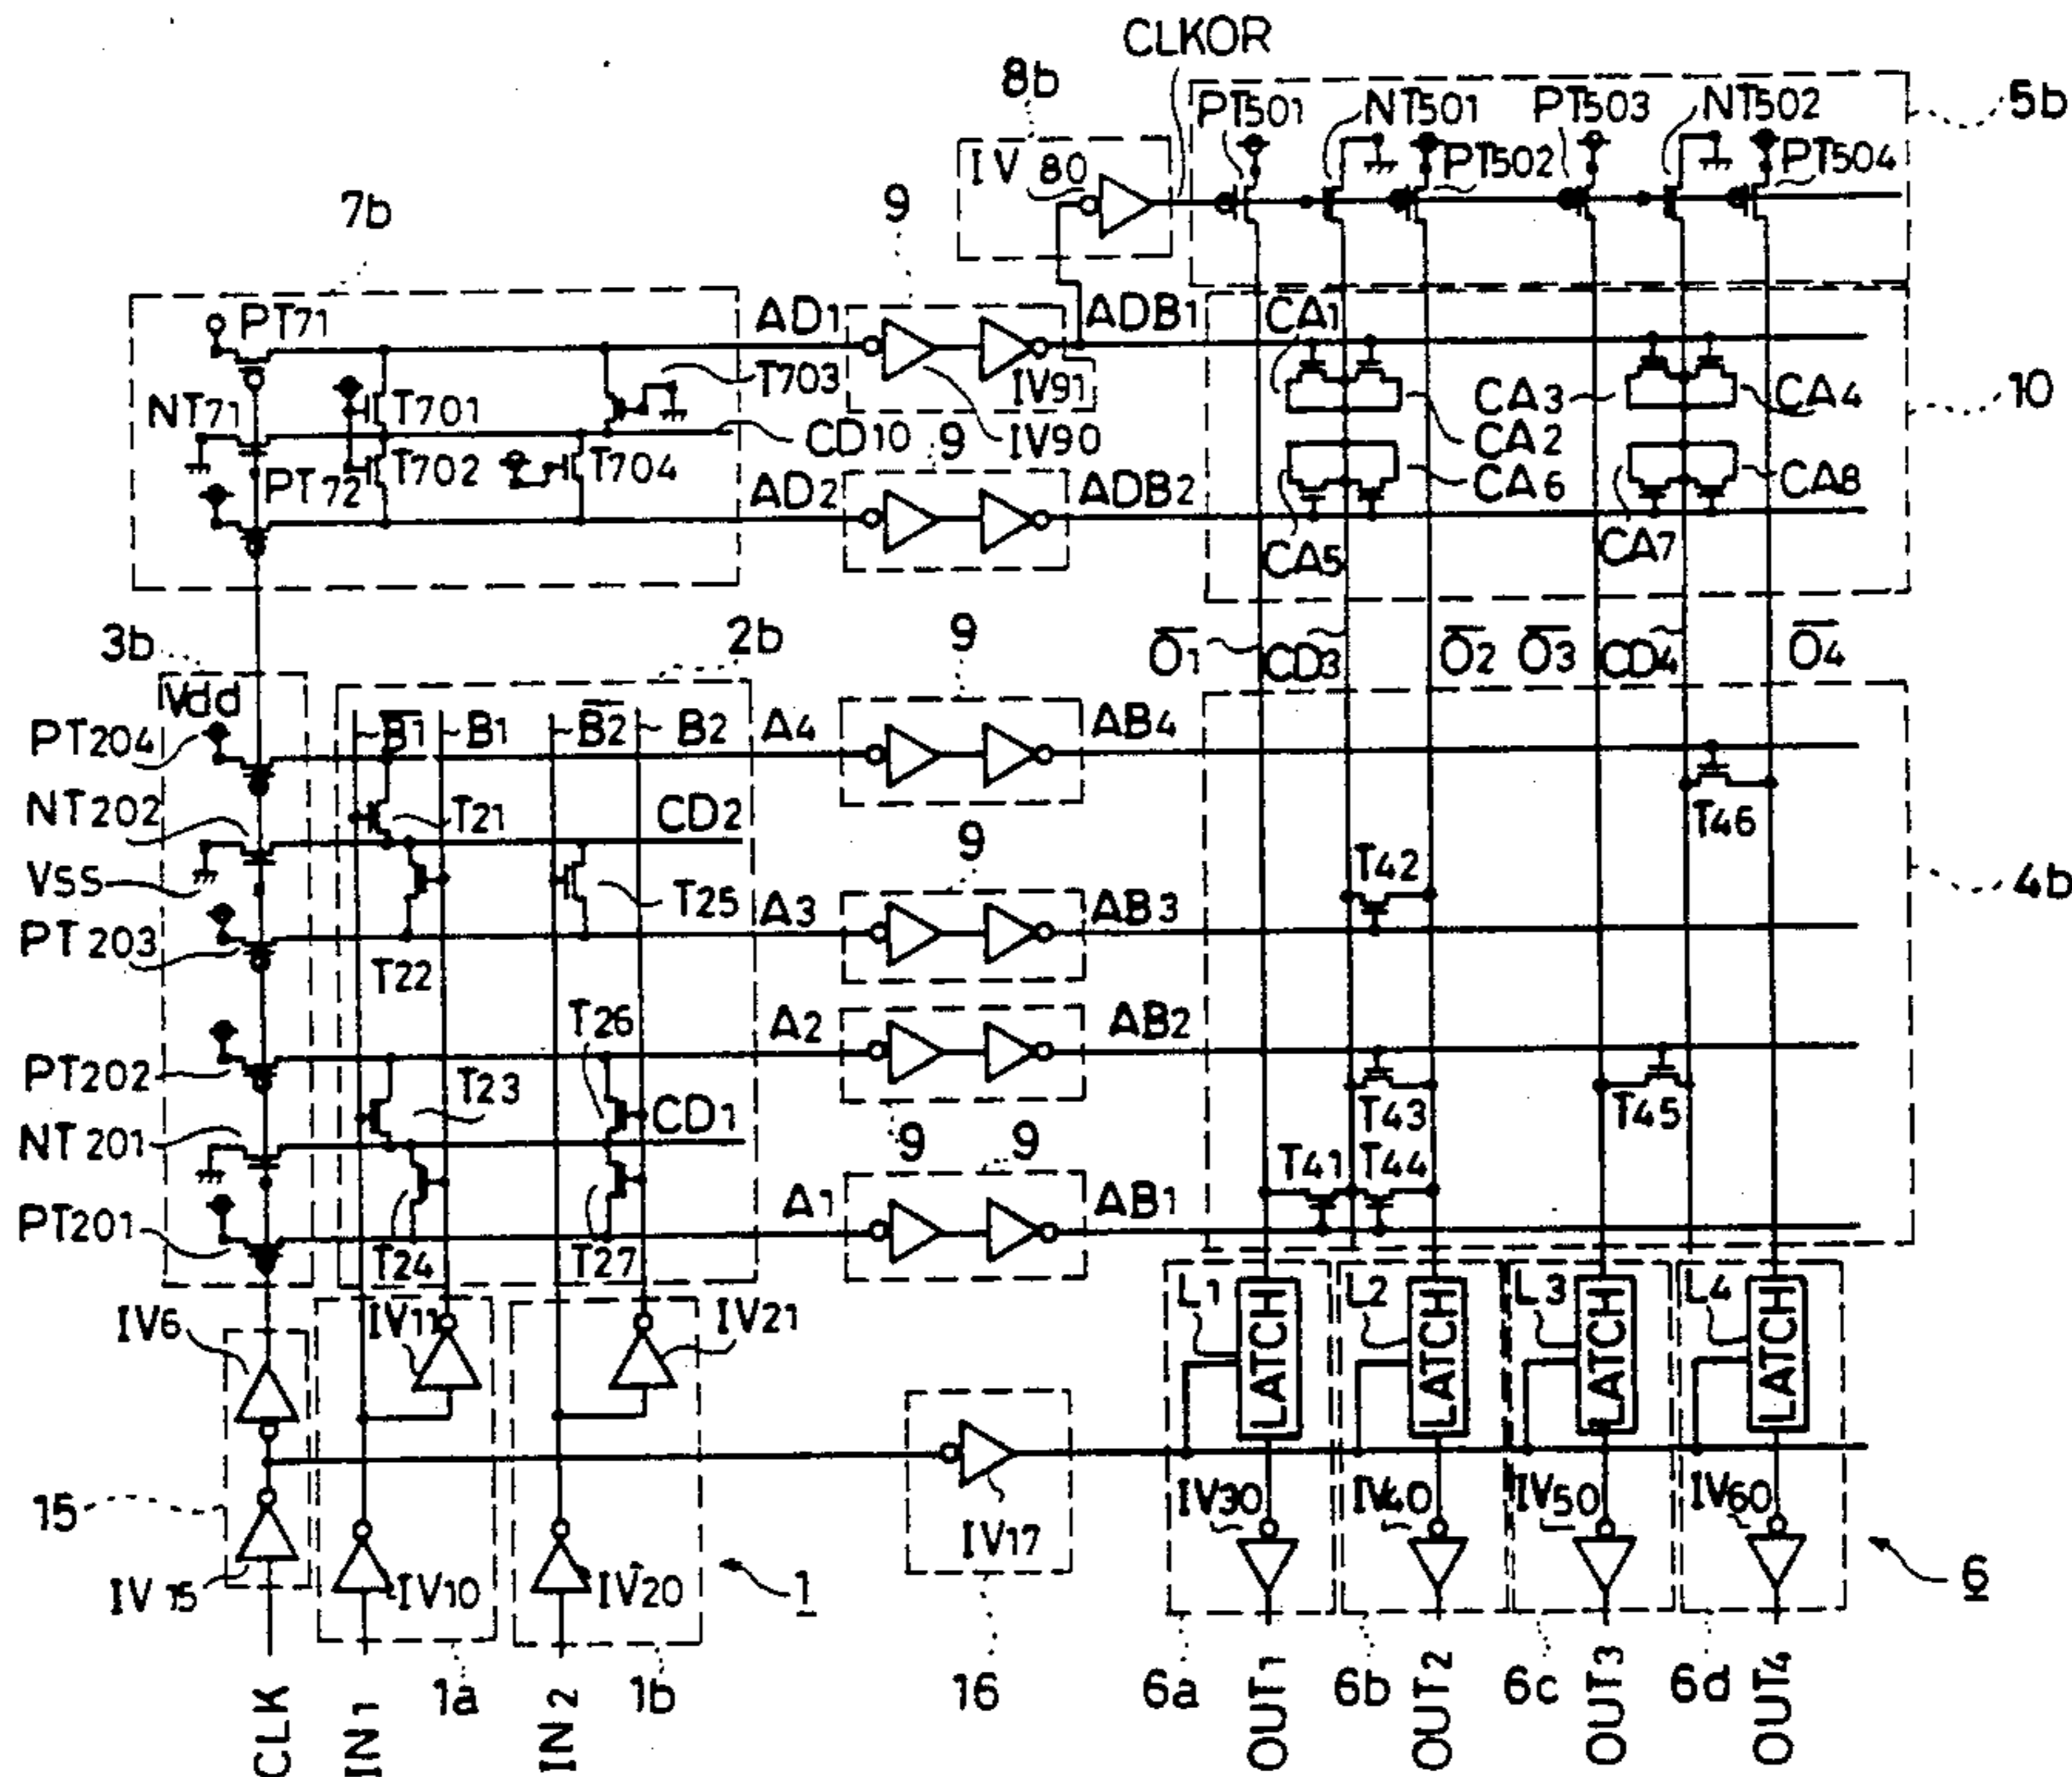 CLKOR
8b
PT501 NT501 PT503 NT502
5b
IV 80
PT502 PT504
7b
9
PT71
AD1
ADB1
CA1
T703
NT71
T701
IV91
CA3
CA4
10
CD10
9
IV90
CA2
PT72
T702
T704
AD2
ADB2
CA6
CA8
CA5
CA7
3b
2b
9
O1 CD3 O2 O3 CD4 O4
Vdd
PT204
B1 B1 B2 B2
A4
AB4
NT202
T21
CD2
T46
9
VSS
T42
4b
T25
A3
AB3
PT203
T22
T26
A2
AB2
PT202
T23
CD1
T43
T45
NT201
9
9
T41 T44
PT201
A1
AB1
T24
T27
IV6
IV11
IV21
L1 LATCH
L2 LATCH
L3 LATCH
L4 LATCH
15
IV30
IV40
IV50
IV60
IV17
IV15
IV10
IV20
1
6
CLK
IN1
1a
IN2
1b
16
6a
OUT1
6b
OUT2
6c
OUT3
6d
OUT4